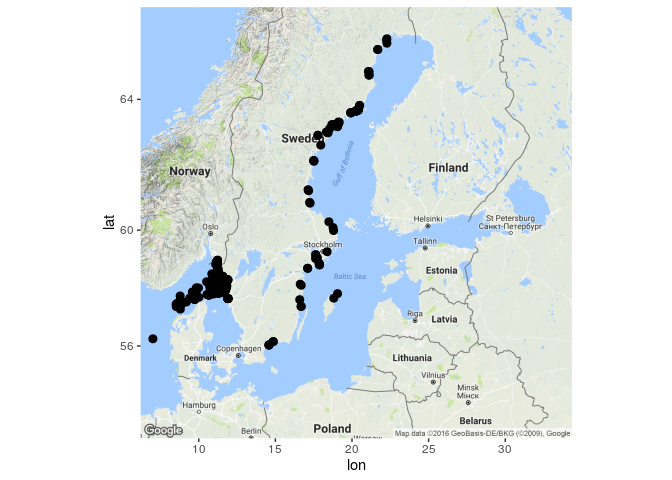 lat
64
60
56
Norway
Sweden
Finland
Gulf of Bothnia
Oslo
Helsinki
St Petersburg
Санкт-Петербург
Tallinn
Stockholm
Estonia
Baltic Sea
Riga
Latvia
Copenhagen
Denmark
Lithuania
Vilnius
Minsk
Мінск
Hamburg
Belarus
Berlin
Poland
Warsaw
Google
Map data ©2016 GeoBasis-DE/BKG (©2009), Google
10
15
20
25
30
lon